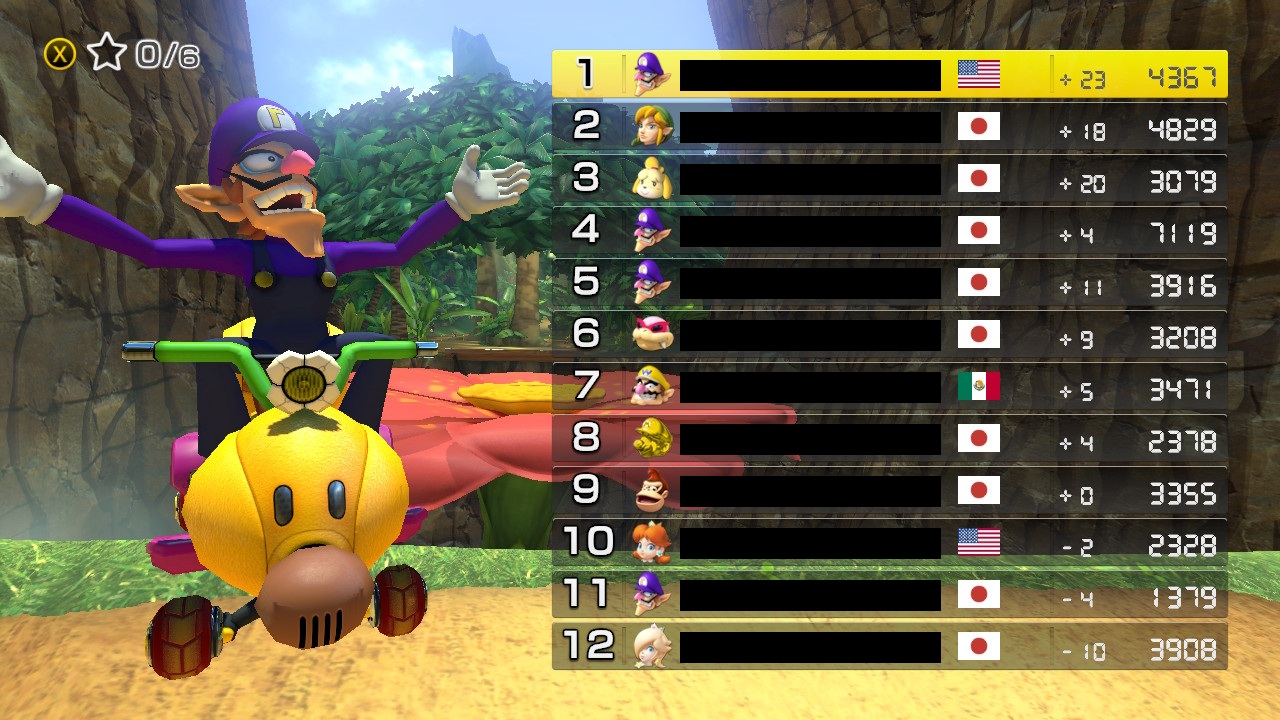 X 0/6
1 + 23 4367
2 + 18 4829
3 + 20 3079
4 + 4 7119
5 + 11 3916
6 + 9 3208
7 + 5 3471
8 + 4 2378
9 + 0 3355
10 - 2 2328
11 - 4 1379
12 - 10 3908